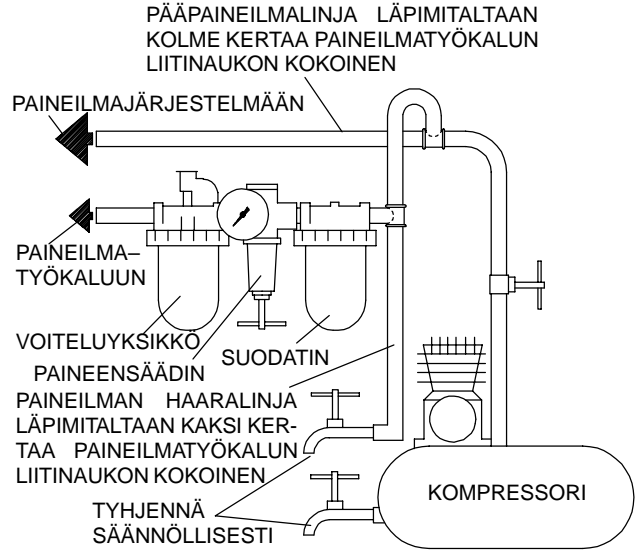 PÄÄPAINEILMALINJA LÄPIMITALTAAN
KOLME KERTAA PAINEILMATYÖKALUN
LIITINAUKON KOKOINEN
PAINEILMAJÄRJESTELMÄÄN
PAINEILMA–
TYÖKALUUN
VOITELUYKSIKKÖ
SUODATIN
PAINEENSÄÄDIN
PAINEILMAN HAARALINJA
LÄPIMITALTAAN KAKSI KER-
TAA PAINEILMATYÖKALUN
LIITINAUKON KOKOINEN
KOMPRESSORI
TYHJENNÄ
SÄÄNNÖLLISESTI